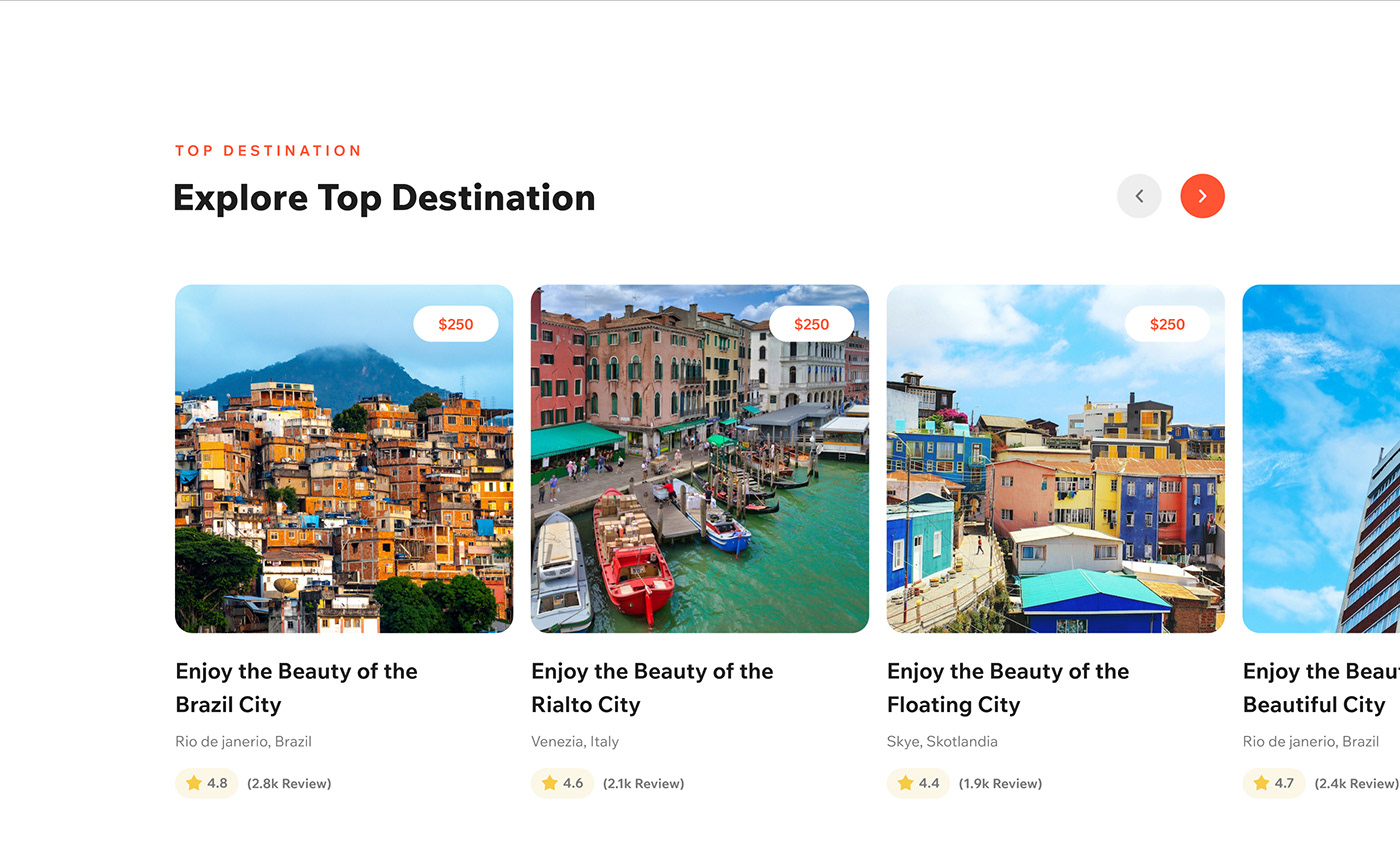 TOP DESTINATION
Explore Top Destination
$250
$250
$250
Enjoy the Beauty of the
Brazil City
Rio de janerio, Brazil
4.8 (2.8k Review)
Enjoy the Beauty of the
Rialto City
Venezia, Italy
4.6 (2.1k Review)
Enjoy the Beauty of the
Floating City
Skye, Skotlandia
4.4 (1.9k Review)
Enjoy the Beau
Beautiful City
Rio de janerio, Brazil
4.7 (2.4k Review)